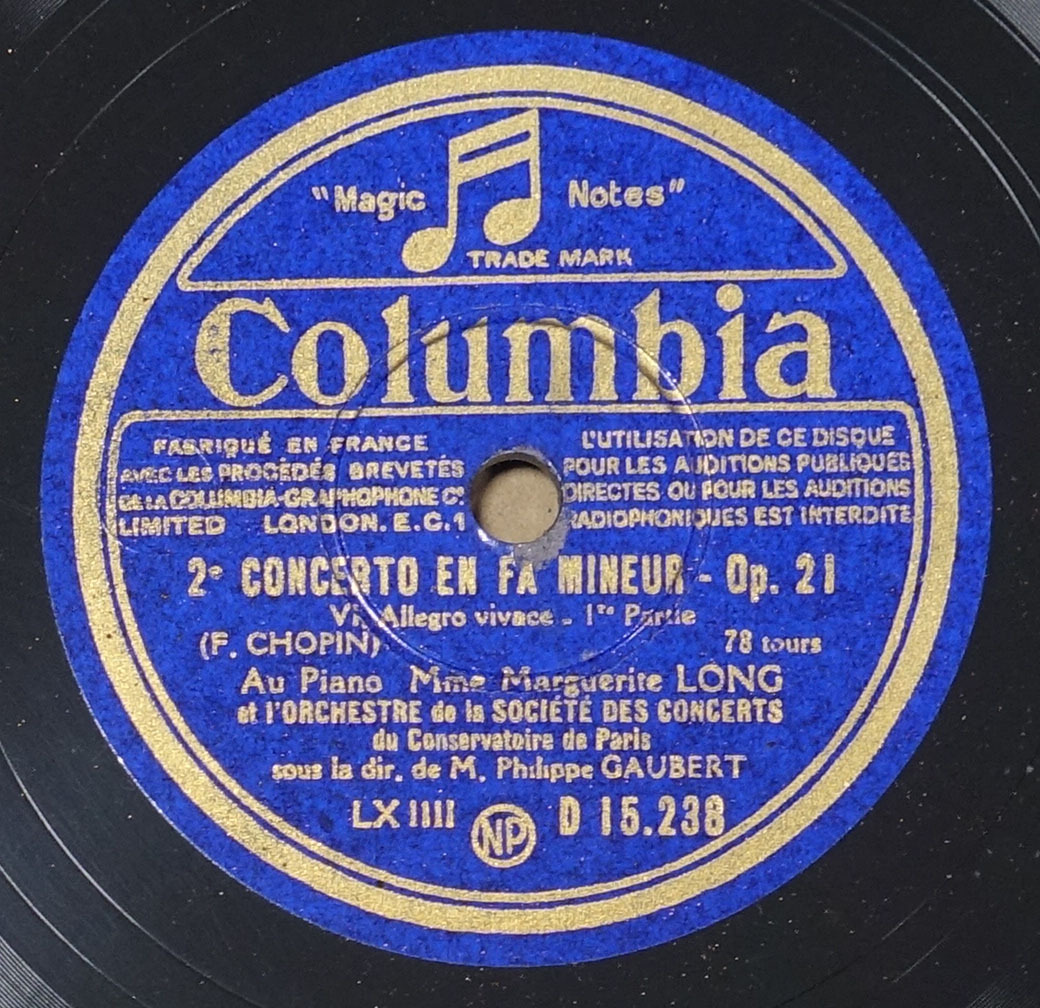 "Magic Notes"
TRADE MARK
Columbia
FABRIQUÉ EN FRANCE
AVEC LES PROCÉDÉS BREVETÉS
DE LA COLUMBIA-GRAPHOPHONE Co
LIMITED LONDON. E.C.1
L'UTILISATION DE CE DISQUE
POUR LES AUDITIONS PUBLIQUES
DIRECTES OU POUR LES AUDITIONS
RADIOPHONIQUES EST INTERDITE
2e CONCERTO EN FA MINEUR - Op. 21
VI. Allegro vivace - 1re Partie
(F. CHOPIN) 78 tours
Au Piano Mme Marguerite LONG
et l'ORCHESTRE de la SOCIÉTÉ DES CONCERTS
du Conservatoire de Paris
sous la dir. de M. Philippe GAUBERT
LX 1111 NP D 15.238